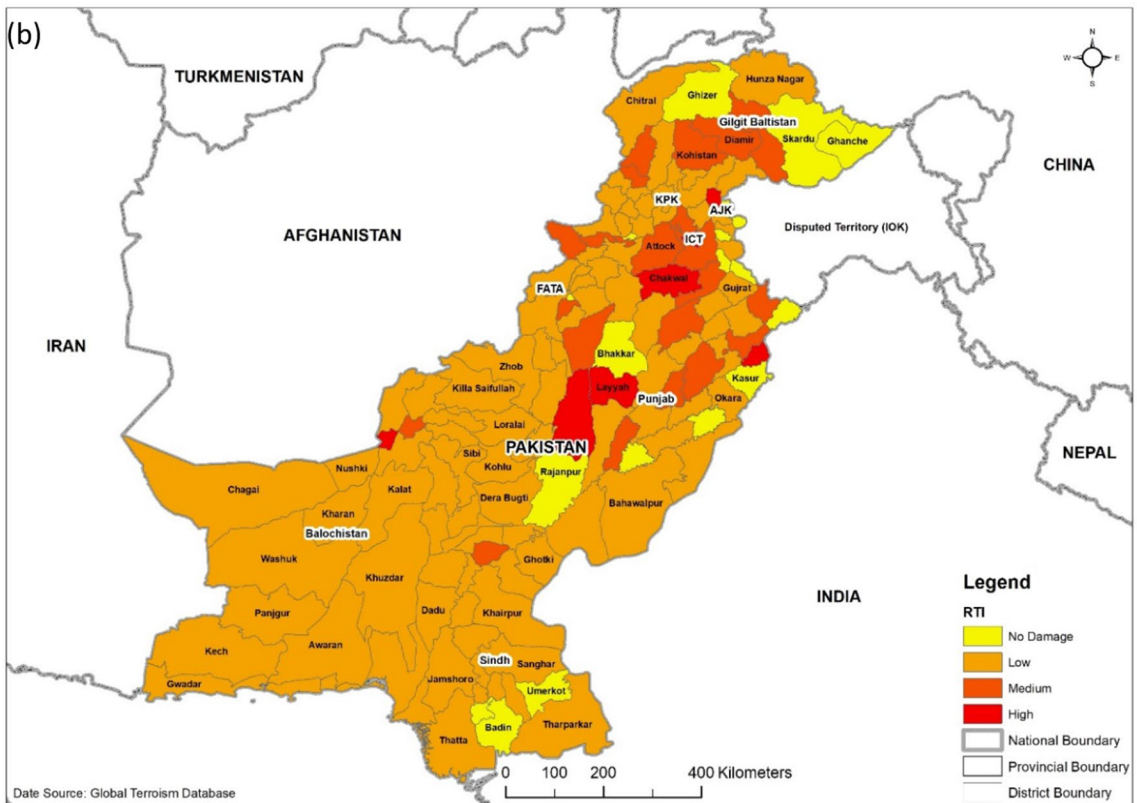 (b)
N
W E
S
TURKMENISTAN
Hunza Nagar
Ghizer
Chitral
Gilgit Baltistan
Diamir
Skardu
Ghanche
Kohistan
CHINA
KPK
AJK
Disputed Territory (IOK)
AFGHANISTAN
ICT
Attock
Chakwal
FATA
Gujrat
IRAN
Bhakkar
Zhob
Kasur
Layyah
Killa Saifullah
Punjab
Okara
Loralai
PAKISTAN
NEPAL
Sibi
Nushki
Kohlu
Rajanpur
Chagai
Kalat
Dera Bugti
Bahawalpur
Kharan
Balochistan
Washuk
Ghotki
Khuzdar
INDIA
Panjgur
Dadu
Khairpur
Awaran
Kech
Sindh
Sanghar
Gwadar
Jamshoro
Umerkot
Badin
Tharparkar
Thatta
Legend
RTI
No Damage
Low
Medium
High
National Boundary
Provincial Boundary
District Boundary
0 100 200 400 Kilometers
Date Source: Global Terroism Database